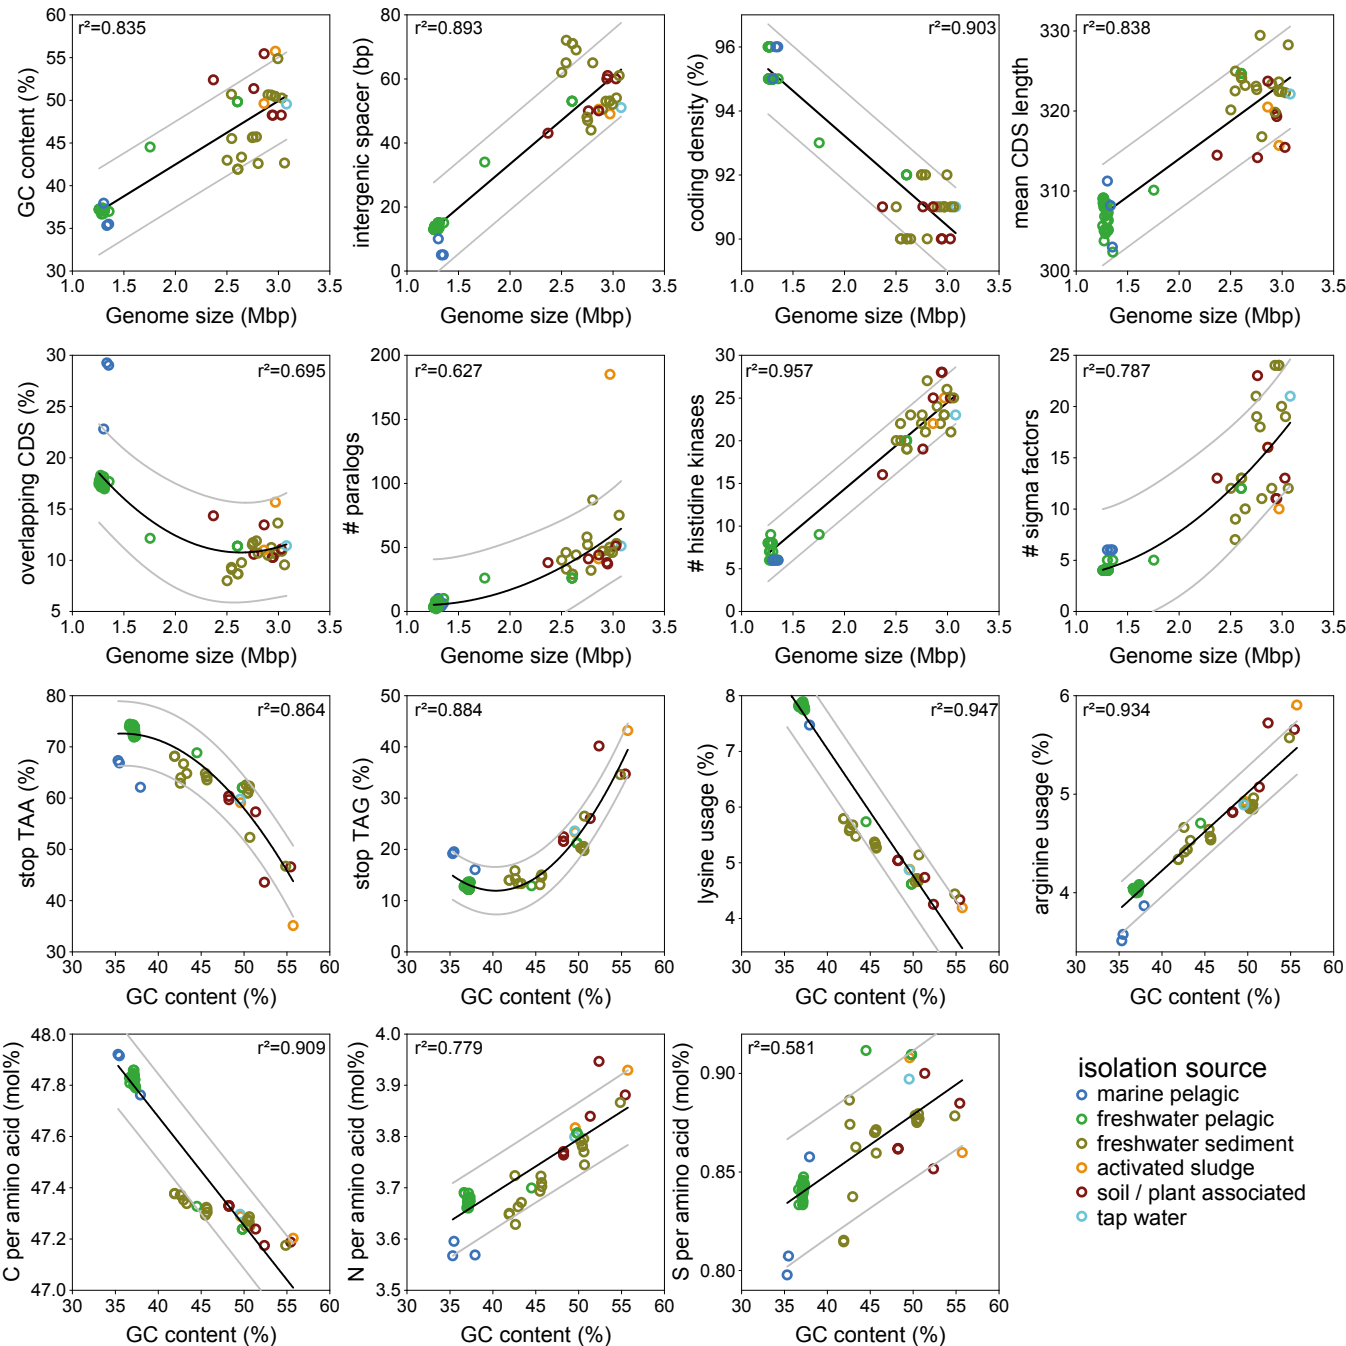 r²=0.835
GC content (%)
60
55
50
45
40
35
30
1.0 1.5 2.0 2.5 3.0 3.5
Genome size (Mbp)
r²=0.893
intergenic spacer (bp)
80
60
40
20
0
1.0 1.5 2.0 2.5 3.0 3.5
Genome size (Mbp)
r²=0.903
coding density (%)
96
94
92
90
1.0 1.5 2.0 2.5 3.0 3.5
Genome size (Mbp)
r²=0.838
mean CDS length
330
320
310
300
1.0 1.5 2.0 2.5 3.0 3.5
Genome size (Mbp)
r²=0.695
overlapping CDS (%)
30
25
20
15
10
5
1.0 1.5 2.0 2.5 3.0 3.5
Genome size (Mbp)
r²=0.627
# paralogs
200
150
100
50
0
1.0 1.5 2.0 2.5 3.0 3.5
Genome size (Mbp)
r²=0.957
# histidine kinases
30
25
20
15
10
5
0
1.0 1.5 2.0 2.5 3.0 3.5
Genome size (Mbp)
r²=0.787
# sigma factors
25
20
15
10
5
0
1.0 1.5 2.0 2.5 3.0 3.5
Genome size (Mbp)
r²=0.864
stop TAA (%)
80
70
60
50
40
30
30 35 40 45 50 55 60
GC content (%)
r²=0.884
stop TAG (%)
50
40
30
20
10
0
30 35 40 45 50 55 60
GC content (%)
r²=0.947
lysine usage (%)
8
7
6
5
4
30 35 40 45 50 55 60
GC content (%)
r²=0.934
arginine usage (%)
6
5
4
30 35 40 45 50 55 60
GC content (%)
r²=0.909
C per amino acid (mol%)
48.0
47.8
47.6
47.4
47.2
47.0
30 35 40 45 50 55 60
GC content (%)
r²=0.779
N per amino acid (mol%)
4.0
3.9
3.8
3.7
3.6
3.5
30 35 40 45 50 55 60
GC content (%)
r²=0.581
S per amino acid (mol%)
0.90
0.85
0.80
30 35 40 45 50 55 60
GC content (%)
isolation source
marine pelagic
freshwater pelagic
freshwater sediment
activated sludge
soil / plant associated
tap water